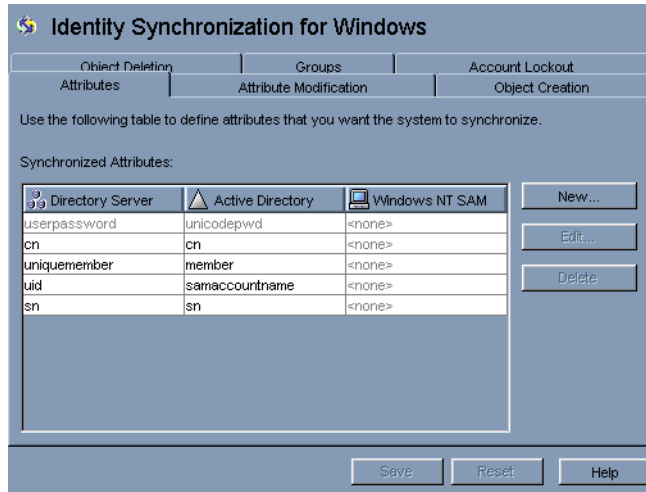 Identity Synchronization for Windows
Object Deletion Groups Account Lockout
Attributes Attribute Modification Object Creation
Use the following table to define attributes that you want the system to synchronize.
Synchronized Attributes:
Directory Server Active Directory Windows NT SAM
userpassword unicodepwd <none>
cn cn <none>
uniquemember member <none>
uid samaccountname <none>
sn sn <none>
New...
Edit...
Delete
Save Reset Help